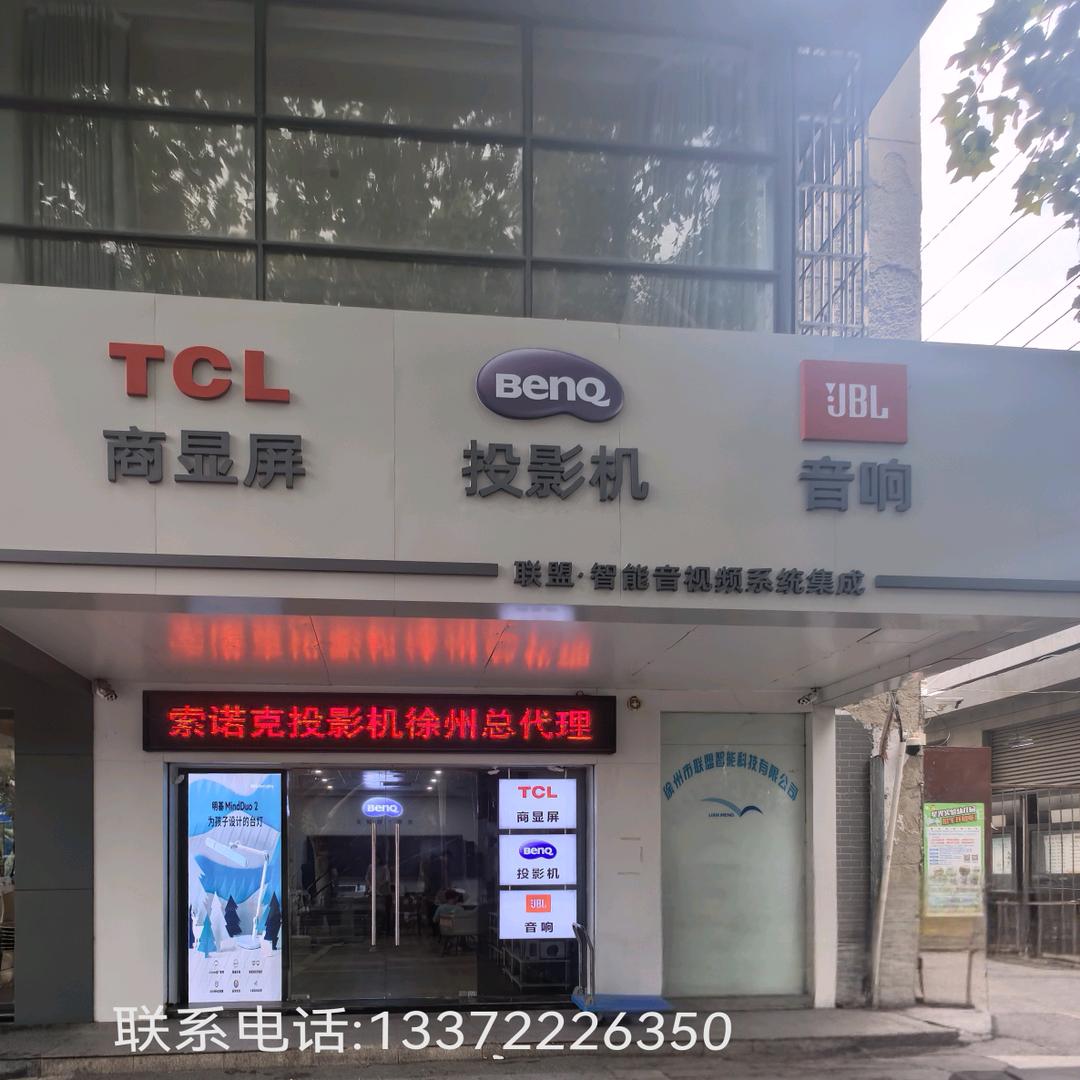 TCL
商显屏
BenQ
投影机
JBL
音响
联盟·智能音视频系统集成
索诺克投影机徐州总代理
明基 MindDuo 2
为孩子设计的台灯
BenQ
TCL
商显屏
BenQ
投影机
JBL
音响
徐州市联盟智能科技有限公司
LIAN MENG
联系电话:13372226350